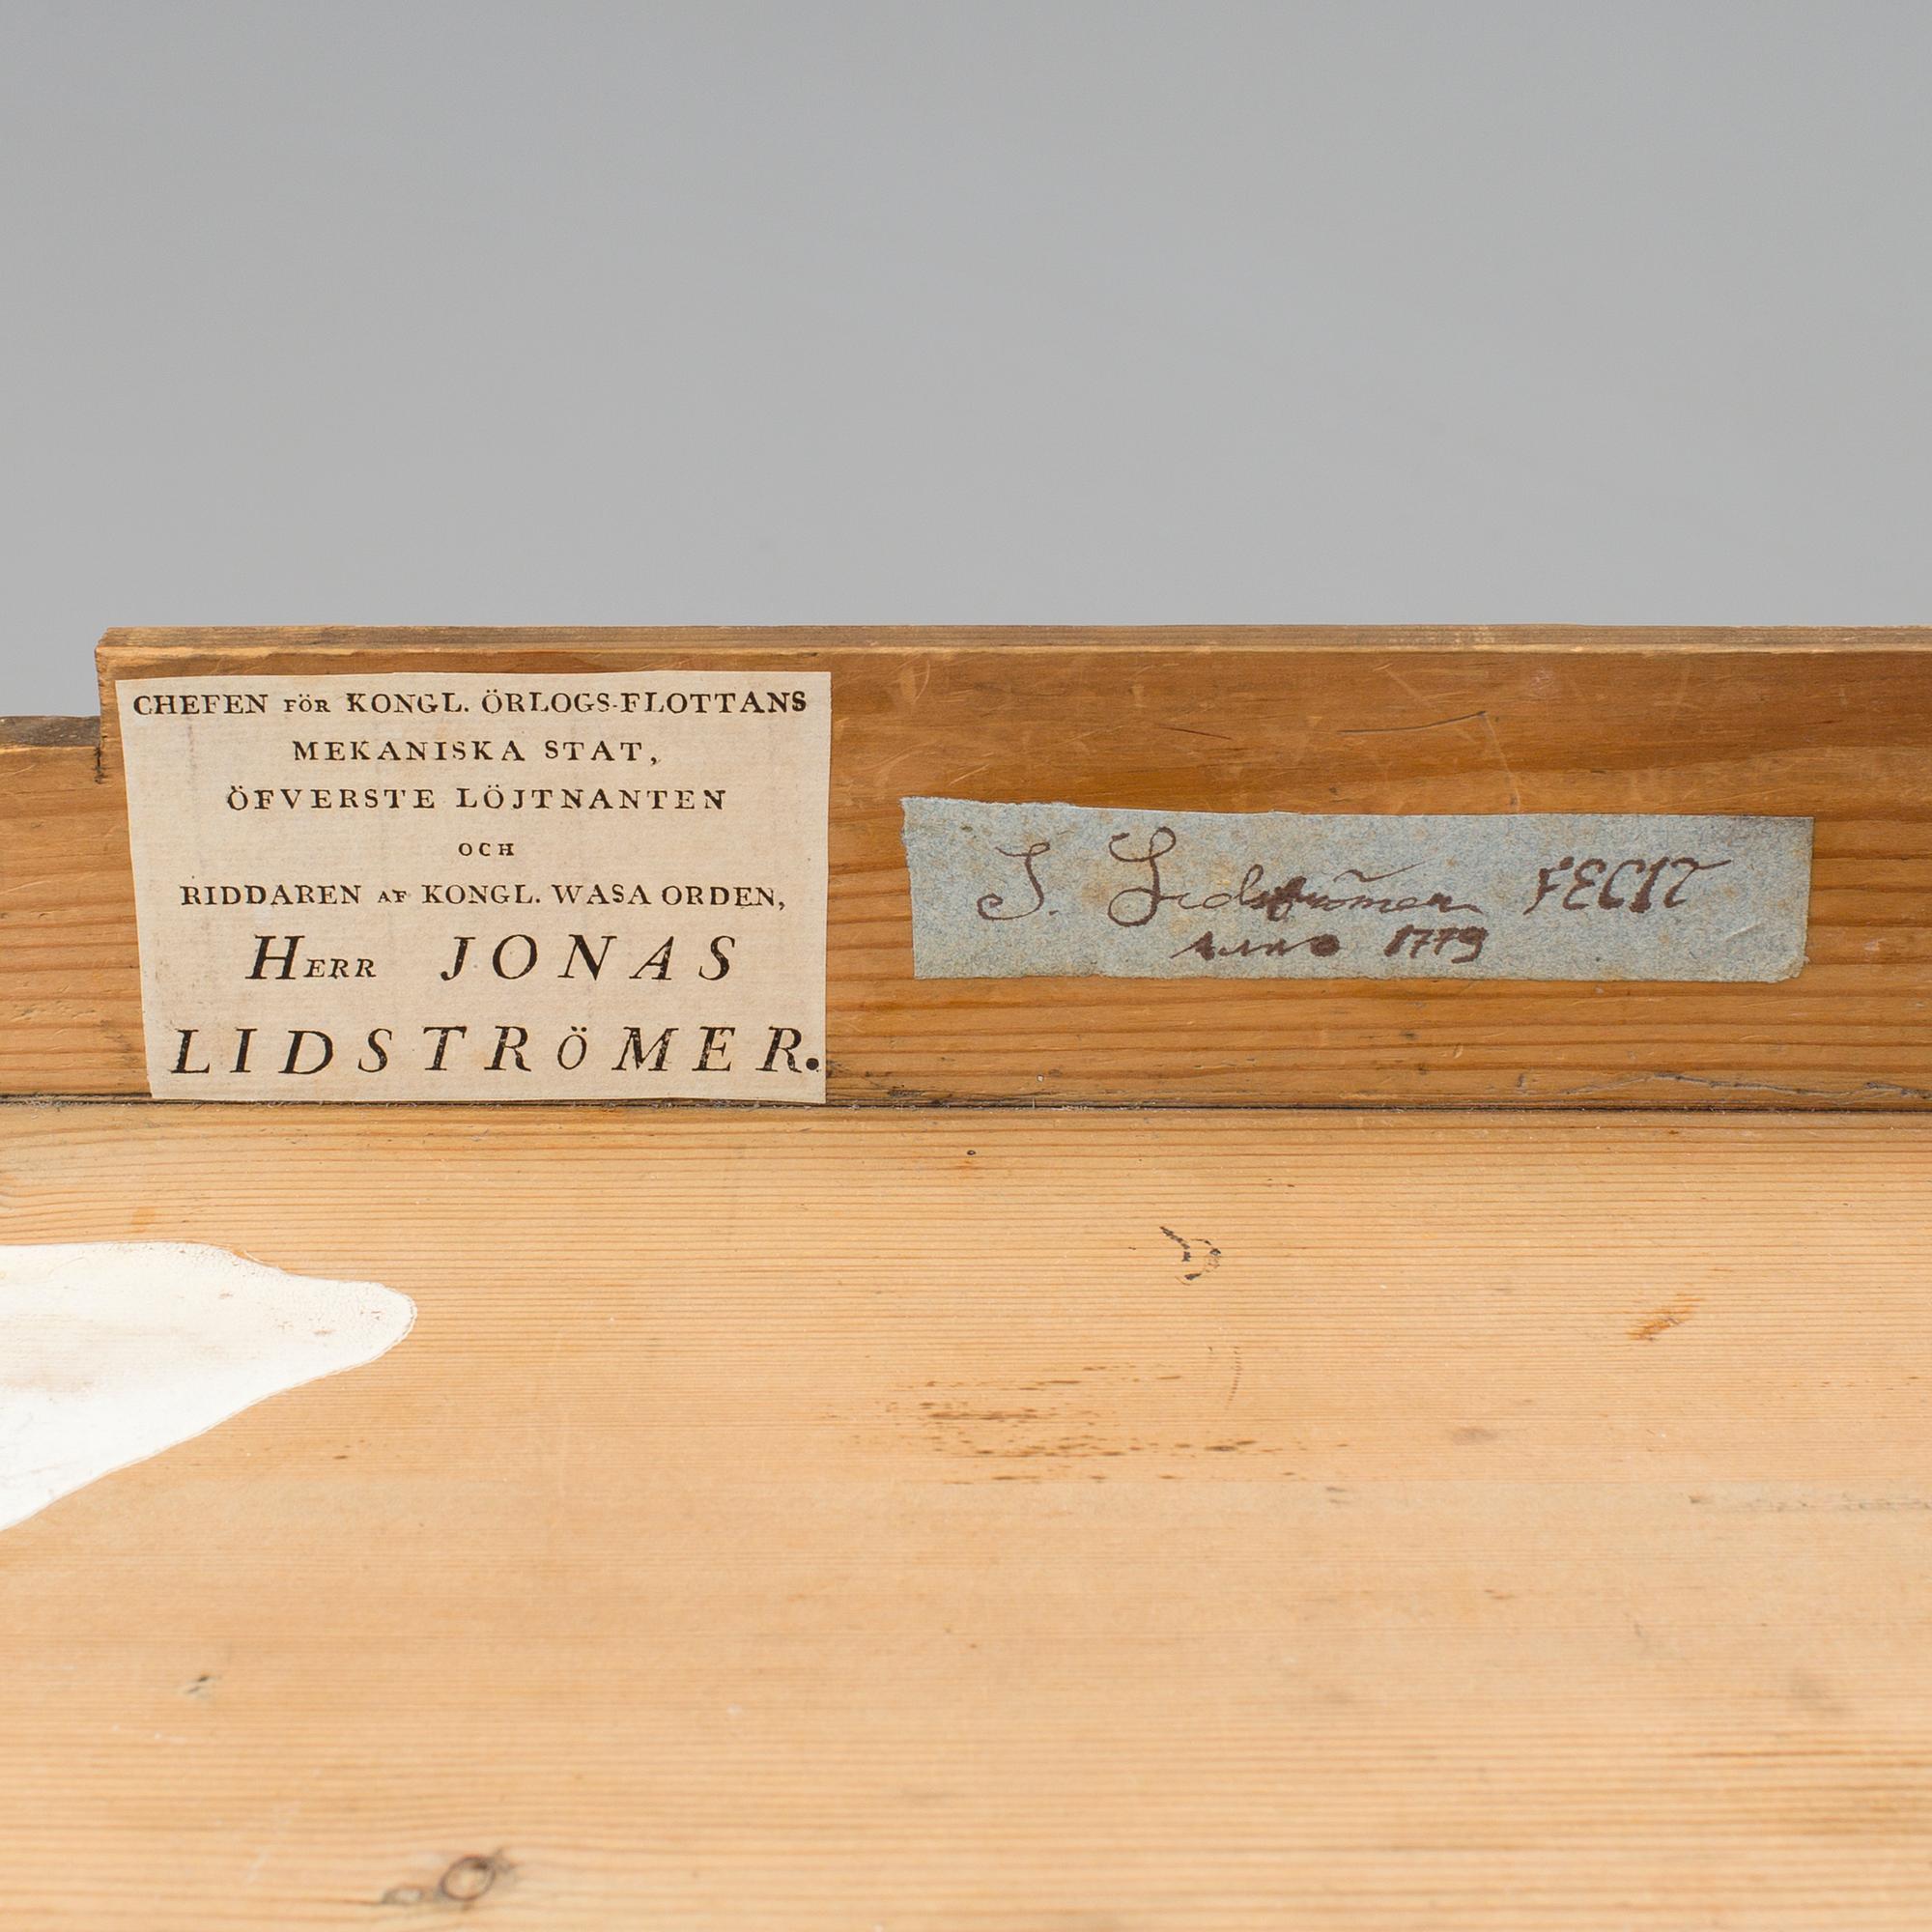 CHEFEN FÖR KONGL. ÖRLOGS-FLOTTANS
MEKANISKA STAT,
ÖFVERSTE LÖJTNANTEN
OCH
RIDDAREN AF KONGL. WASA ORDEN,
HERR JONAS
LIDSTRÖMER.
J. Lidströmer FECIT
Anno 1779